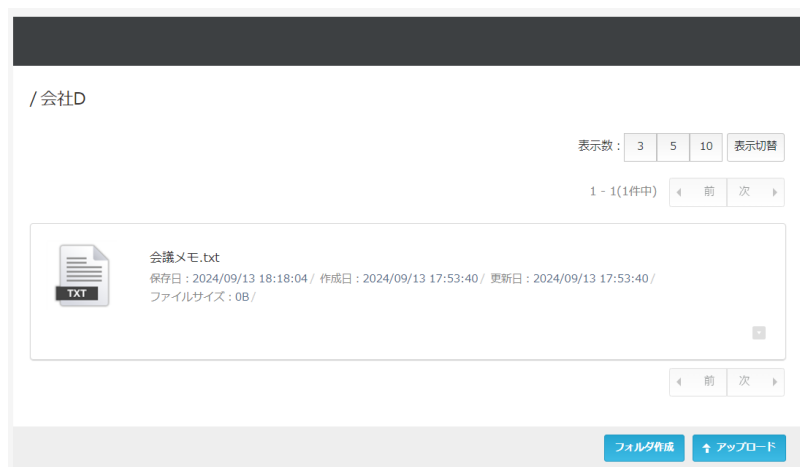 / 会社D
表示数： 3 5 10 表示切替
1 - 1(1件中) 前 次
会議メモ.txt
保存日：2024/09/13 18:18:04 / 作成日：2024/09/13 17:53:40 / 更新日：2024/09/13 17:53:40 /
ファイルサイズ：0B /
TXT
前 次
フォルダ作成 アップロード